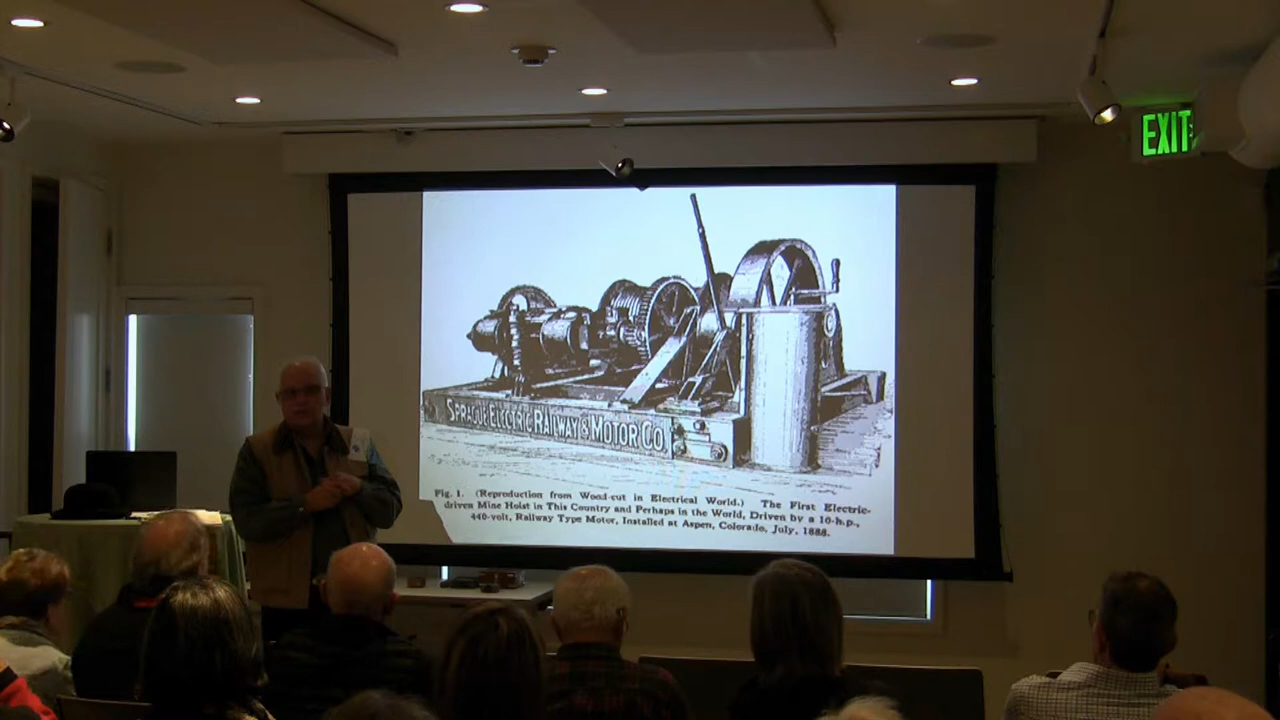 EXIT
SPRAGUE ELECTRIC RAILWAY & MOTOR CO.
Fig. 1. (Reproduction from Wood-cut in Electrical World.) The First Electric-
driven Mine Hoist in This Country and Perhaps in the World, Driven by a 10-h.p.,
440-volt, Railway Type Motor, Installed at Aspen, Colorado, July, 1888.